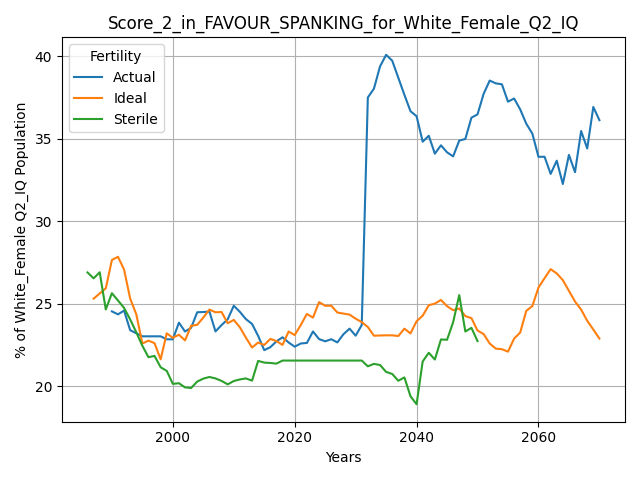 Score_2_in_FAVOUR_SPANKING_for_White_Female_Q2_IQ
Fertility
Actual
Ideal
Sterile
% of White_Female Q2_IQ Population
40
35
30
25
20
2000
2020
2040
2060
Years